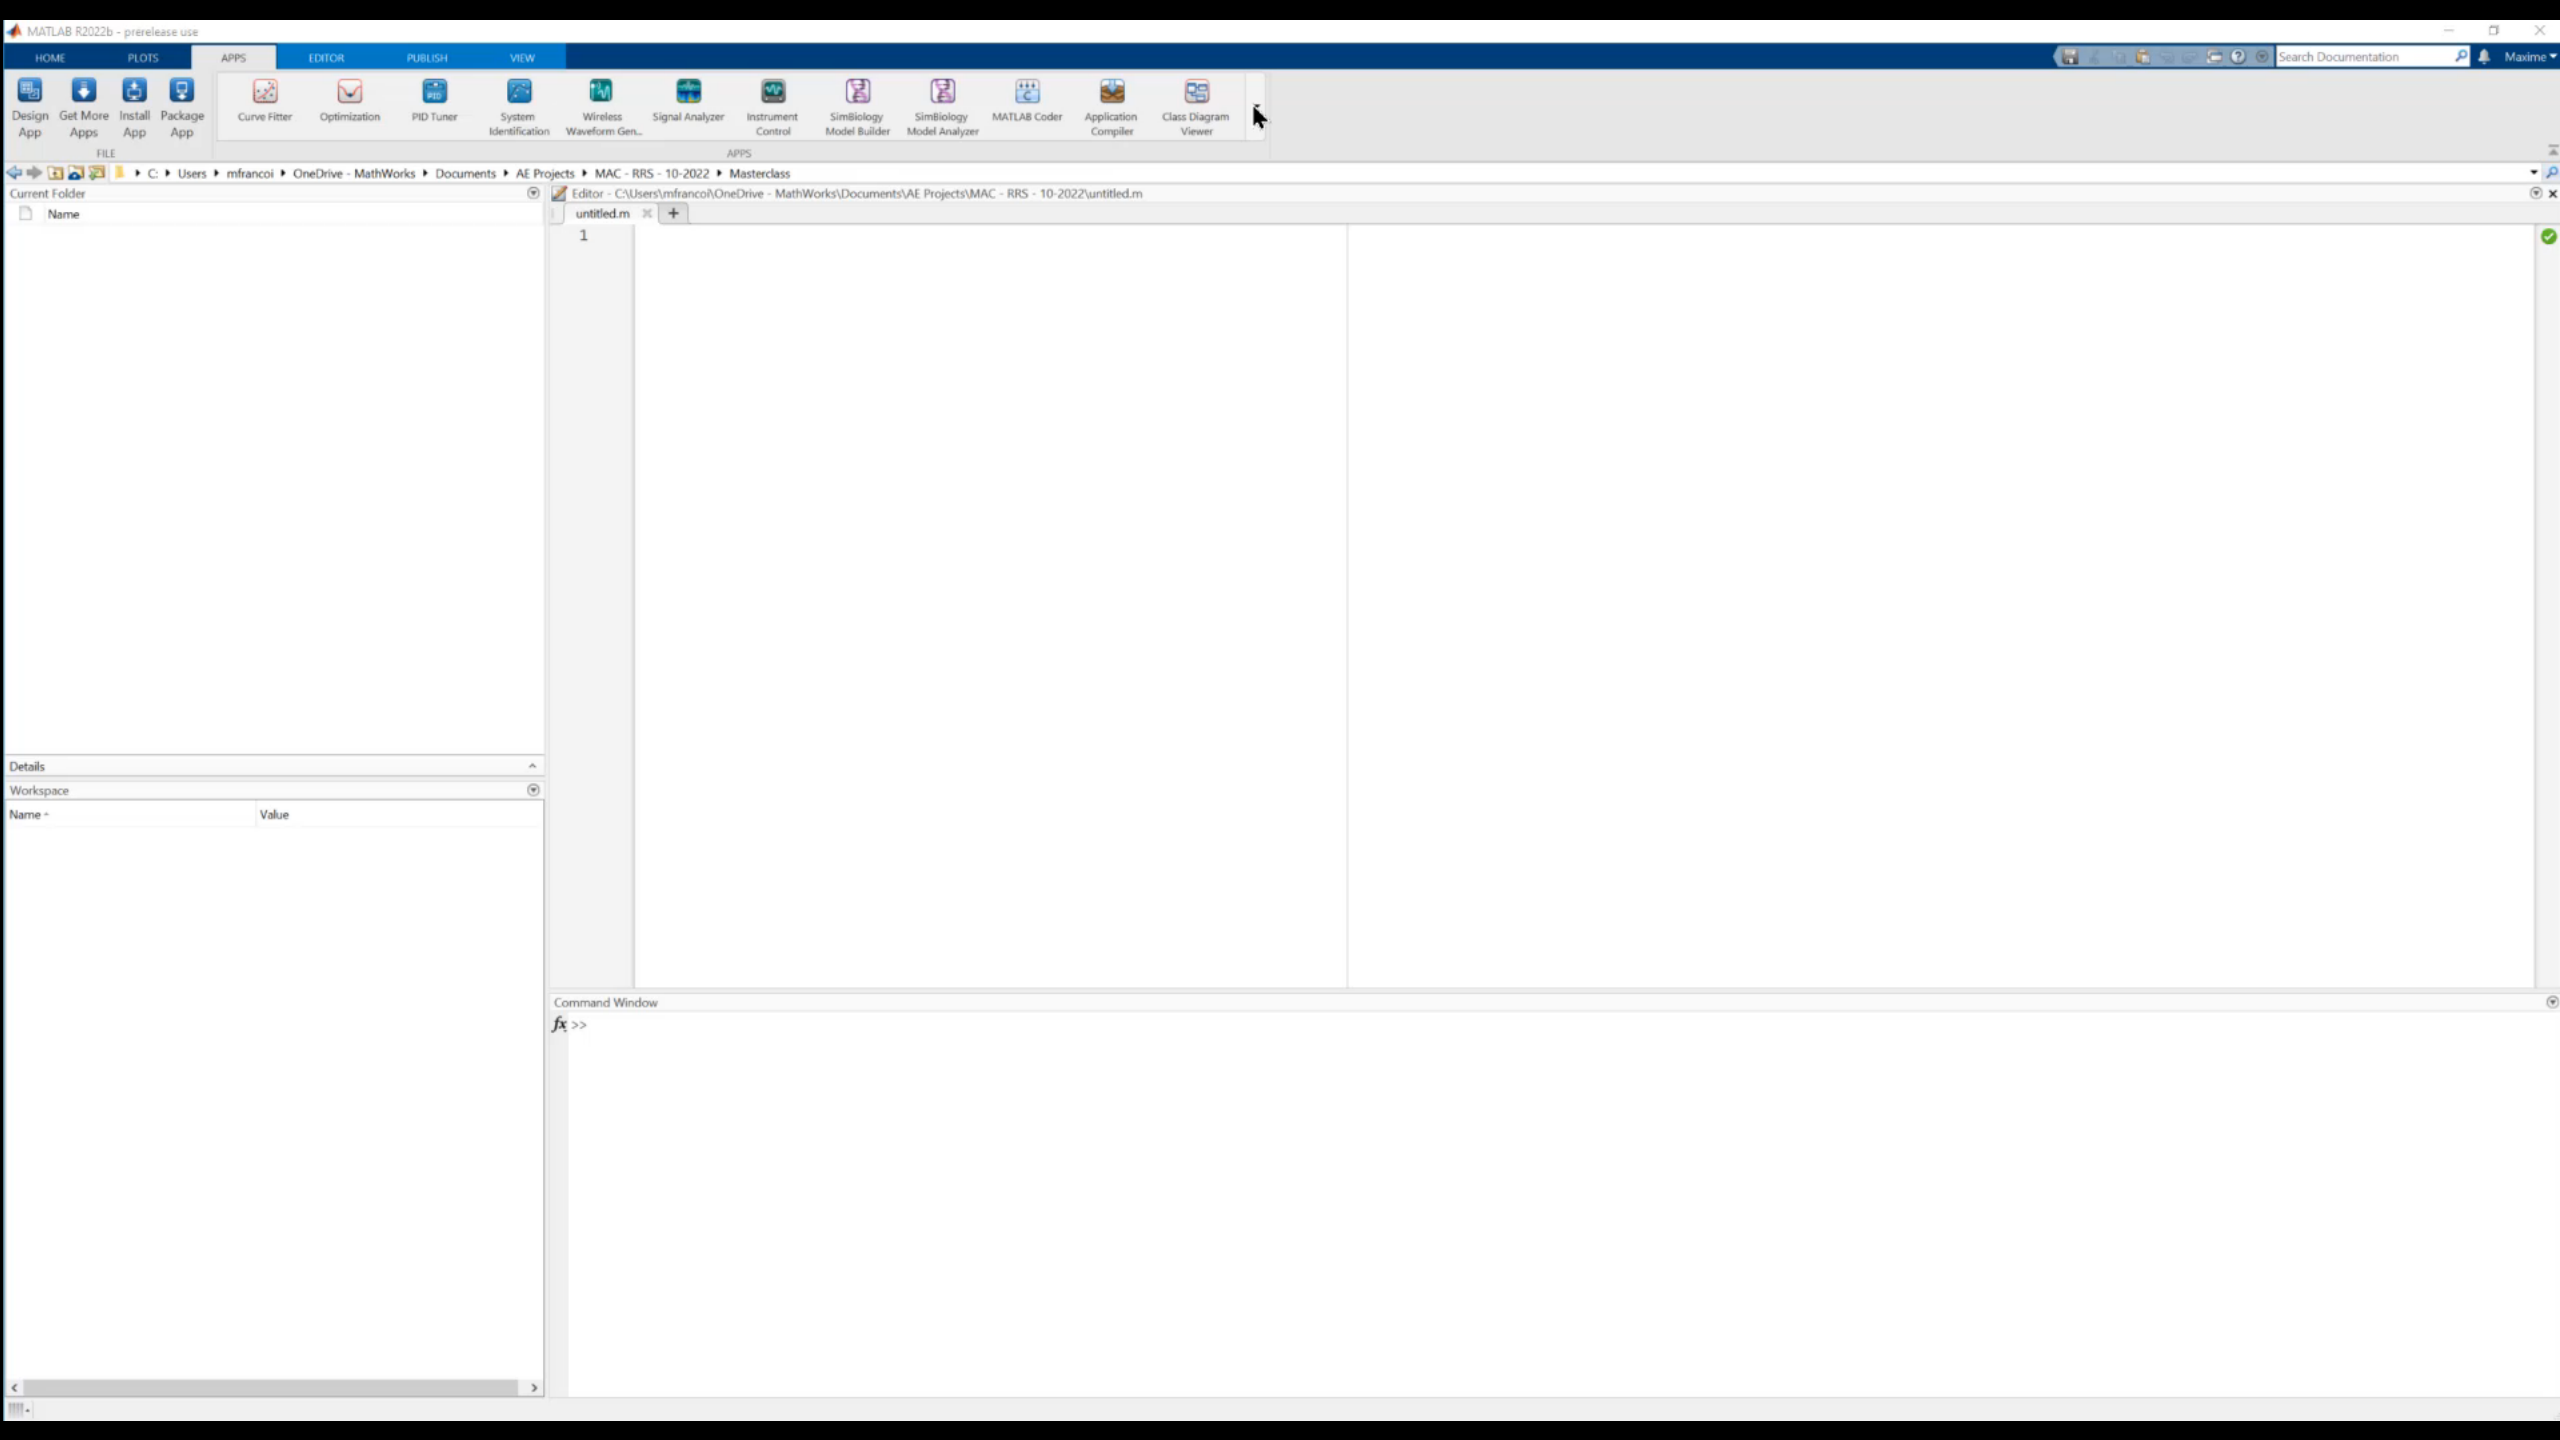 MATLAB R2022b - prerelease use
HOME PLOTS APPS EDITOR PUBLISH VIEW
Search Documentation
Maxime
Design App
Get More Apps
Install App
Package App
Curve Fitter
Optimization
PID Tuner
System Identification
Wireless Waveform Gen...
Signal Analyzer
Instrument Control
SimBiology Model Builder
SimBiology Model Analyzer
MATLAB Coder
Application Compiler
Class Diagram Viewer
FILE
APPS
C: Users mfrancoi OneDrive - MathWorks Documents AE Projects MAC - RRS - 10-2022 Masterclass
Current Folder
Name
Editor - C:\Users\mfrancoi\OneDrive - MathWorks\Documents\AE Projects\MAC - RRS - 10-2022\untitled.m
untitled.m
1
Details
Workspace
Name Value
Command Window
fx >>